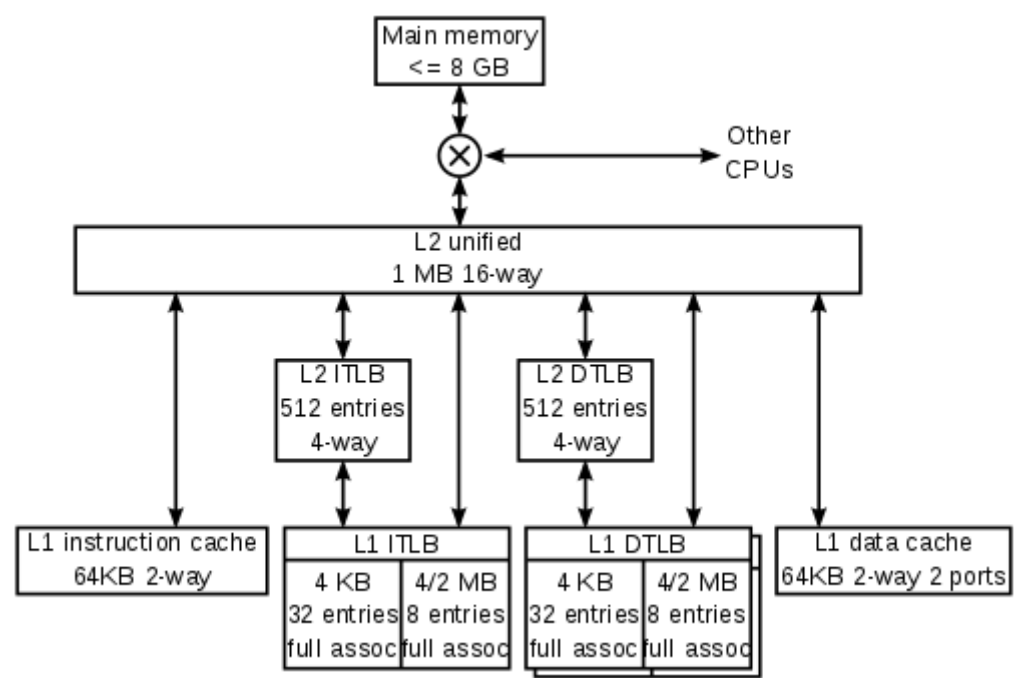 Main memory
<= 8 GB
Other
CPUs
L2 unified
1 MB 16-way
L2 ITLB
512 entries
4-way
L2 DTLB
512 entries
4-way
L1 instruction cache
64KB 2-way
L1 ITLB
4 KB
32 entries
full assoc
4/2 MB
8 entries
full assoc
L1 DTLB
4 KB
32 entries
full assoc
4/2 MB
8 entries
full assoc
L1 data cache
64KB 2-way 2 ports